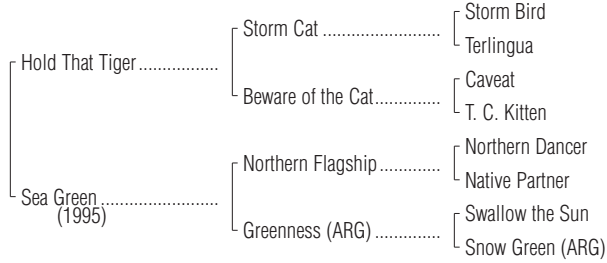 Storm Bird
Storm Cat ..........................
Terlingua
Hold That Tiger .................
Caveat
Beware of the Cat ..............
T. C. Kitten
Northern Dancer
Northern Flagship .............
Native Partner
Sea Green .........................
(1995)
Swallow the Sun
Greenness (ARG) ..............
Snow Green (ARG)